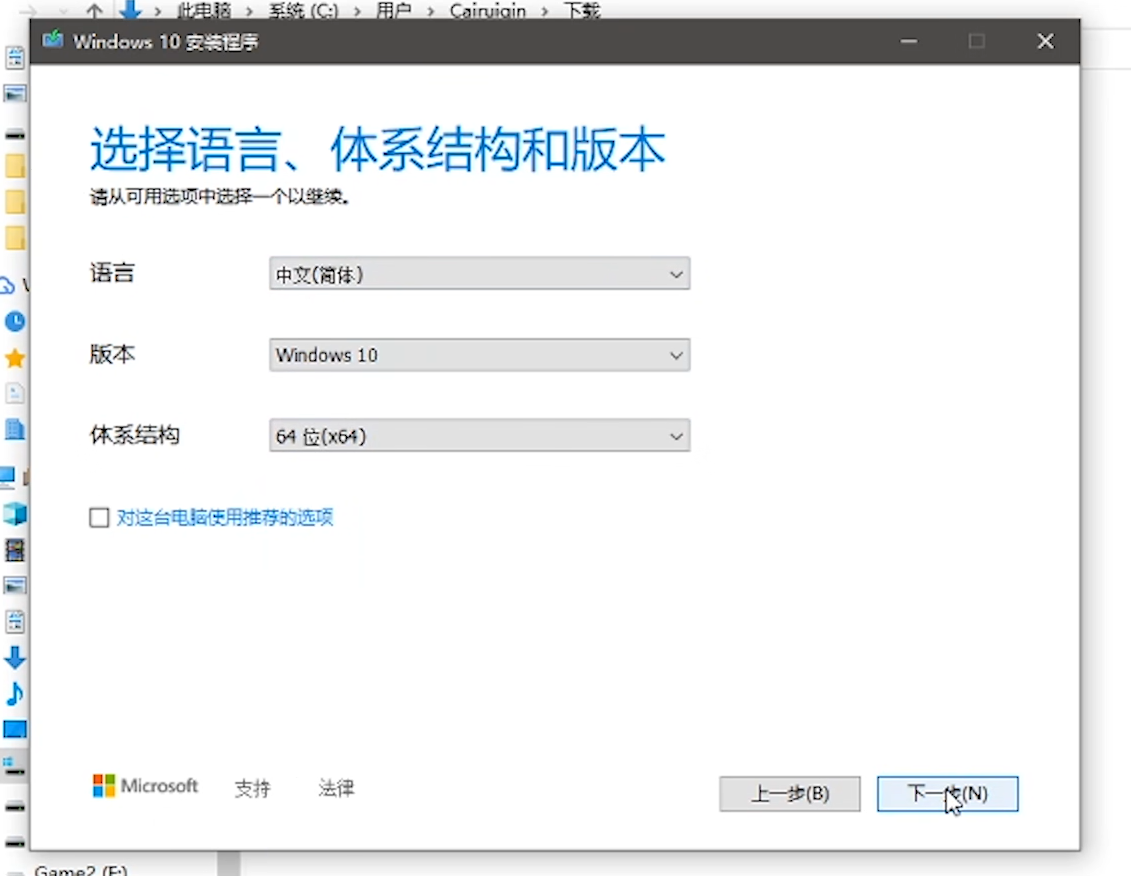 此电脑 > 系统 (C:) > 用户 > Cairuiqin > 下载
Windows 10 安装程序
选择语言、体系结构和版本
请从可用选项中选择一个以继续。
语言
中文(简体)
版本
Windows 10
体系结构
64 位(x64)
对这台电脑使用推荐的选项
Microsoft 支持 法律
上一步(B) 下一步(N)
Game2 (F:)